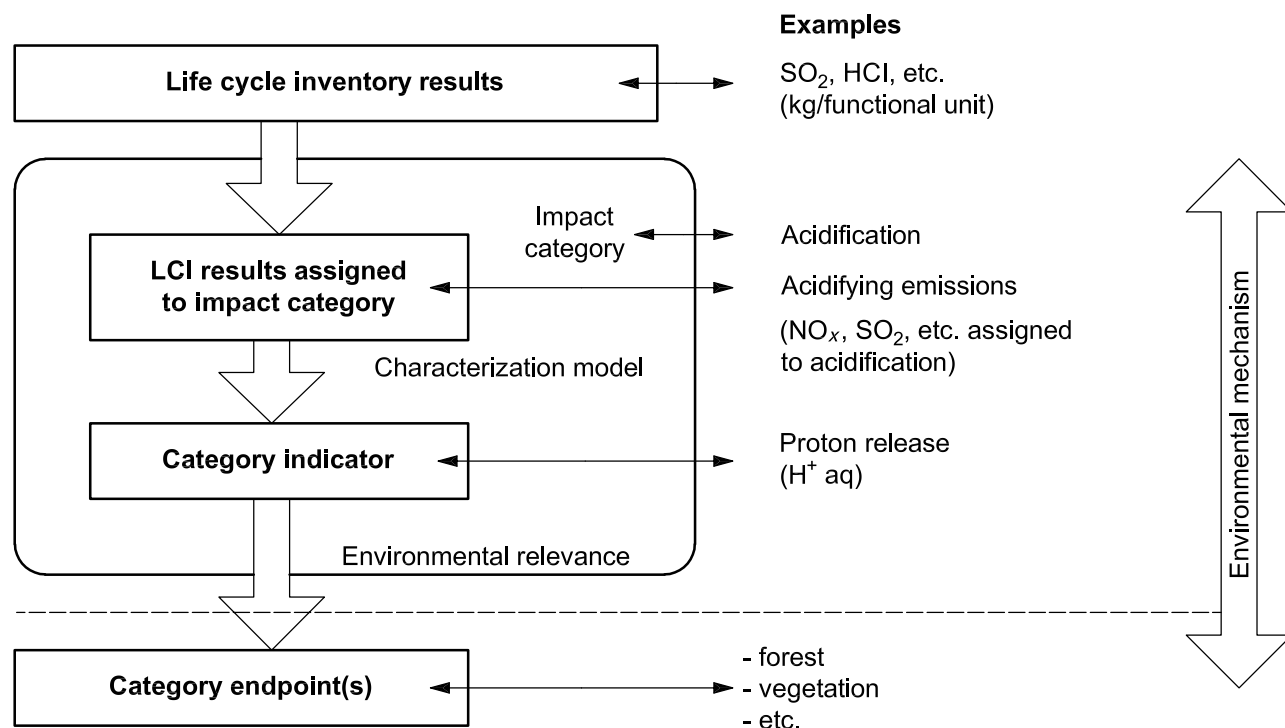 Examples
Life cycle inventory results
SO₂, HCl, etc.
(kg/functional unit)
Impact
category
Acidification
LCI results assigned
to impact category
Acidifying emissions
(NOₓ, SO₂, etc. assigned
to acidification)
Characterization model
Category indicator
Proton release
(H⁺ aq)
Environmental relevance
Environmental mechanism
Category endpoint(s)
- forest
- vegetation
- etc.